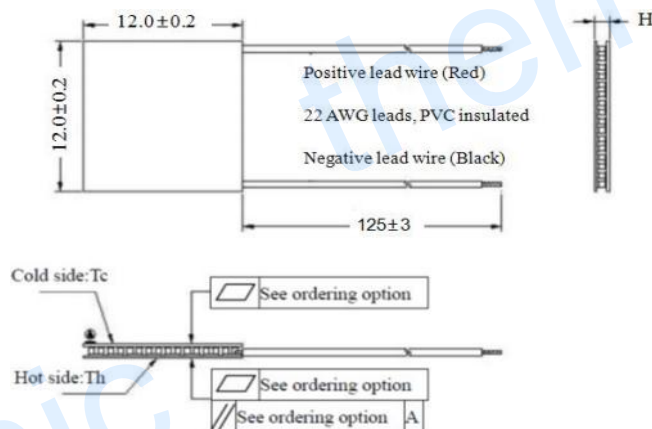 12.0±0.2
H
12.0±0.2
Positive lead wire (Red)
22 AWG leads, PVC insulated
Negative lead wire (Black)
125±3
Cold side:Tc
See ordering option
Hot side:Th
See ordering option
See ordering option A